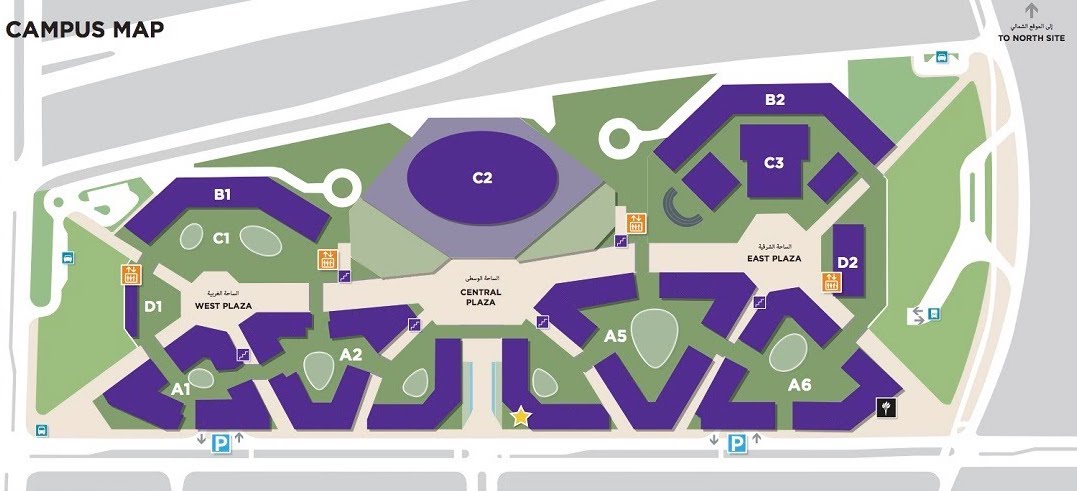 CAMPUS MAP
إلى الموقع الشمالي
TO NORTH SITE
B2
C3
C2
B1
C1
الساحة الشرقية
EAST PLAZA
D2
الساحة الوسطى
CENTRAL
PLAZA
الساحة الغربية
WEST PLAZA
D1
A5
A2
A1
A6
P
P